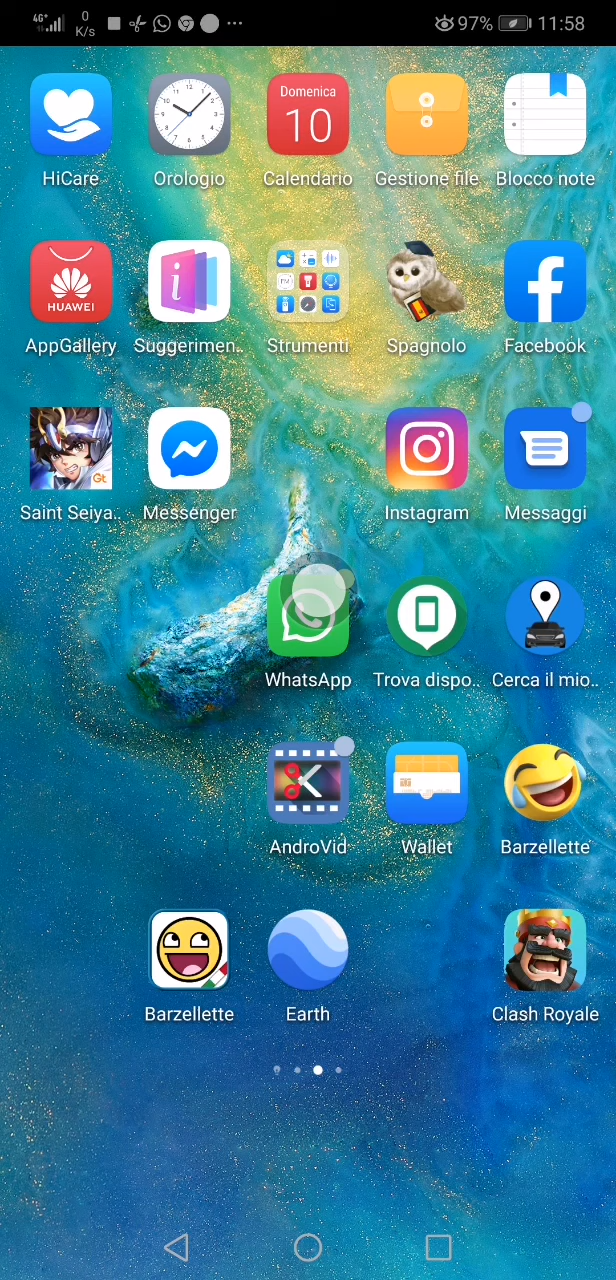 4G+ 0 K/s 97% 11:58
Domenica
10
HiCare Orologio Calendario Gestione file Blocco note
HUAWEI
AppGallery Suggerimen.. Strumenti Spagnolo Facebook
Gt
Saint Seiya.. Messenger Instagram Messaggi
WhatsApp Trova dispo.. Cerca il mio..
AndroVid Wallet Barzellette
Barzellette Earth Clash Royale